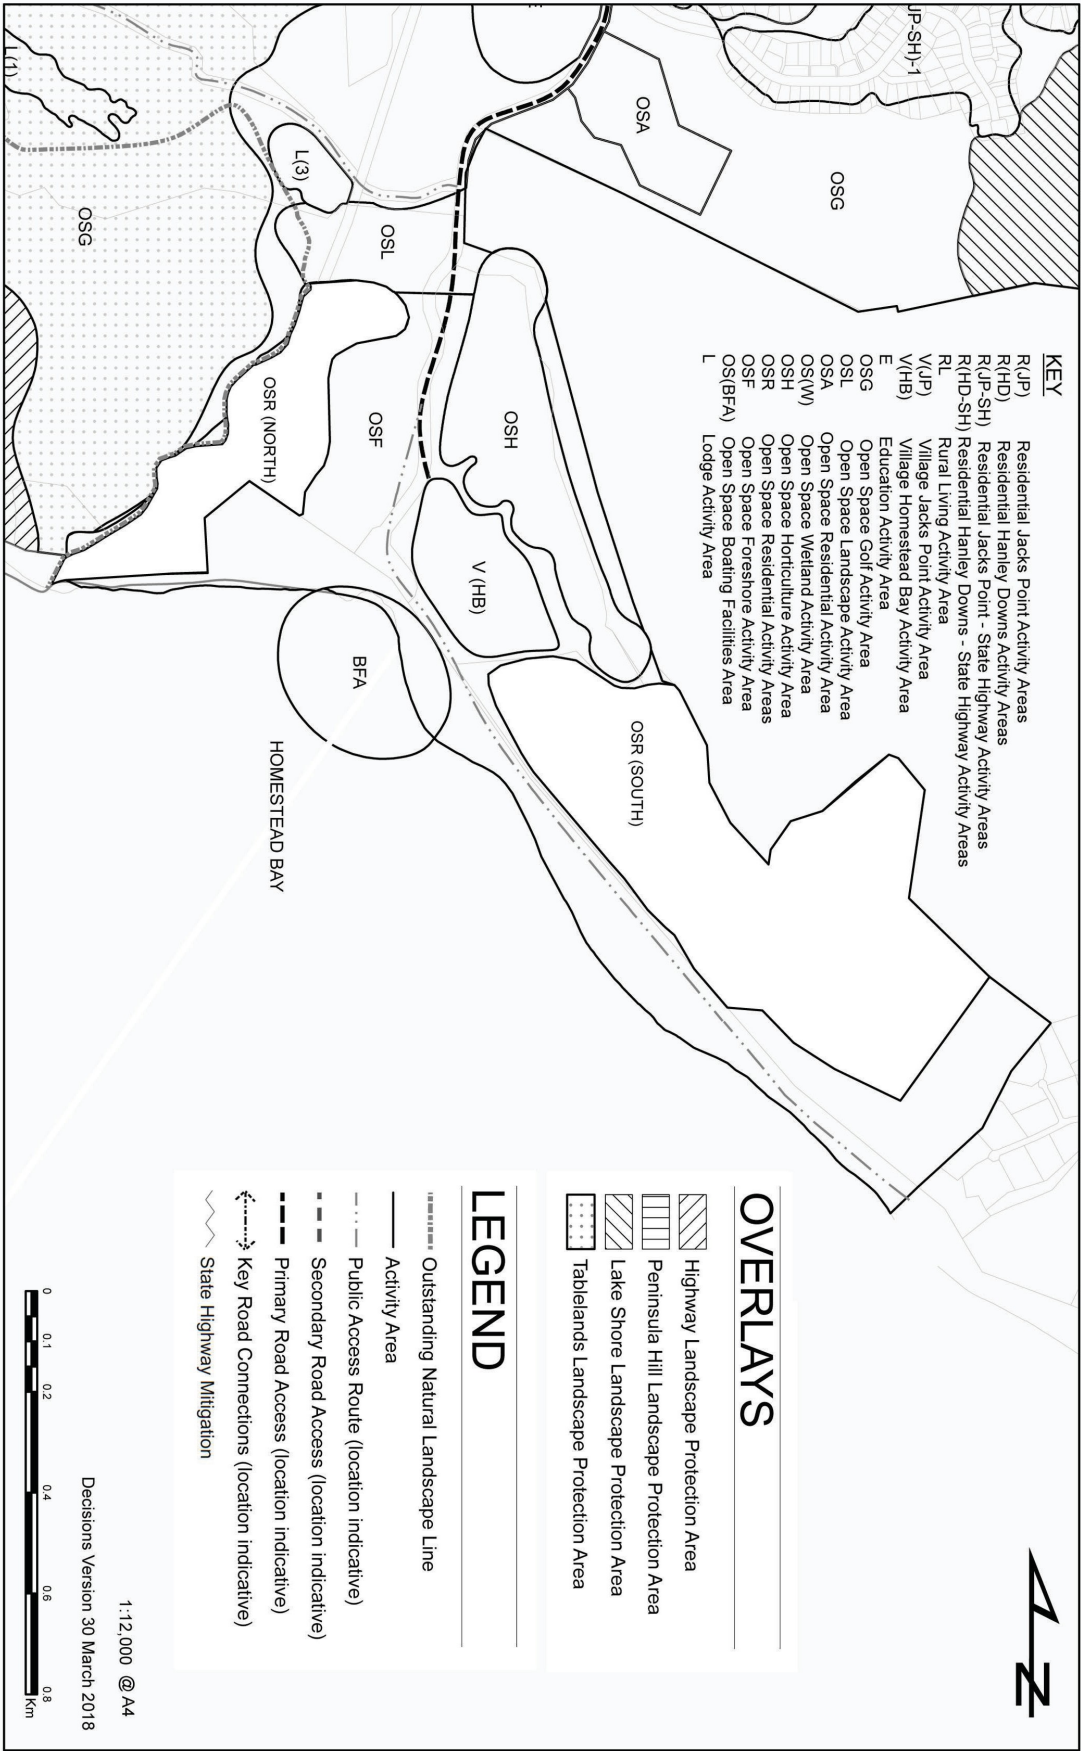 JP-SH)-1
OSA
OSG
L(1)
L(3)
OSG
OSL
OSR (NORTH)
OSF
OSH
V (HB)
BFA
HOMESTEAD BAY
OSR (SOUTH)
KEY
R(JP) Residential Jacks Point Activity Areas
R(HD) Residential Hanley Downs Activity Areas
R(JP-SH) Residential Jacks Point - State Highway Activity Areas
R(HD-SH) Residential Hanley Downs - State Highway Activity Areas
RL Rural Living Activity Area
V(JP) Village Jacks Point Activity Area
V(HB) Village Homestead Bay Activity Area
E Education Activity Area
OSG Open Space Golf Activity Area
OSL Open Space Landscape Activity Area
OSA Open Space Residential Activity Area
OS(W) Open Space Wetland Activity Area
OSH Open Space Horticulture Activity Area
OSR Open Space Residential Activity Areas
OSF Open Space Foreshore Activity Area
OS(BFA) Open Space Boating Facilities Area
L Lodge Activity Area
OVERLAYS
Highway Landscape Protection Area
Peninsula Hill Landscape Protection Area
Lake Shore Landscape Protection Area
Tablelands Landscape Protection Area
LEGEND
Outstanding Natural Landscape Line
Activity Area
Public Access Route (location indicative)
Secondary Road Access (location indicative)
Primary Road Access (location indicative)
Key Road Connections (location indicative)
State Highway Mitigation
N
1:12,000 @ A4
Decisions Version 30 March 2018
0 0.1 0.2 0.4 0.6 0.8
Km